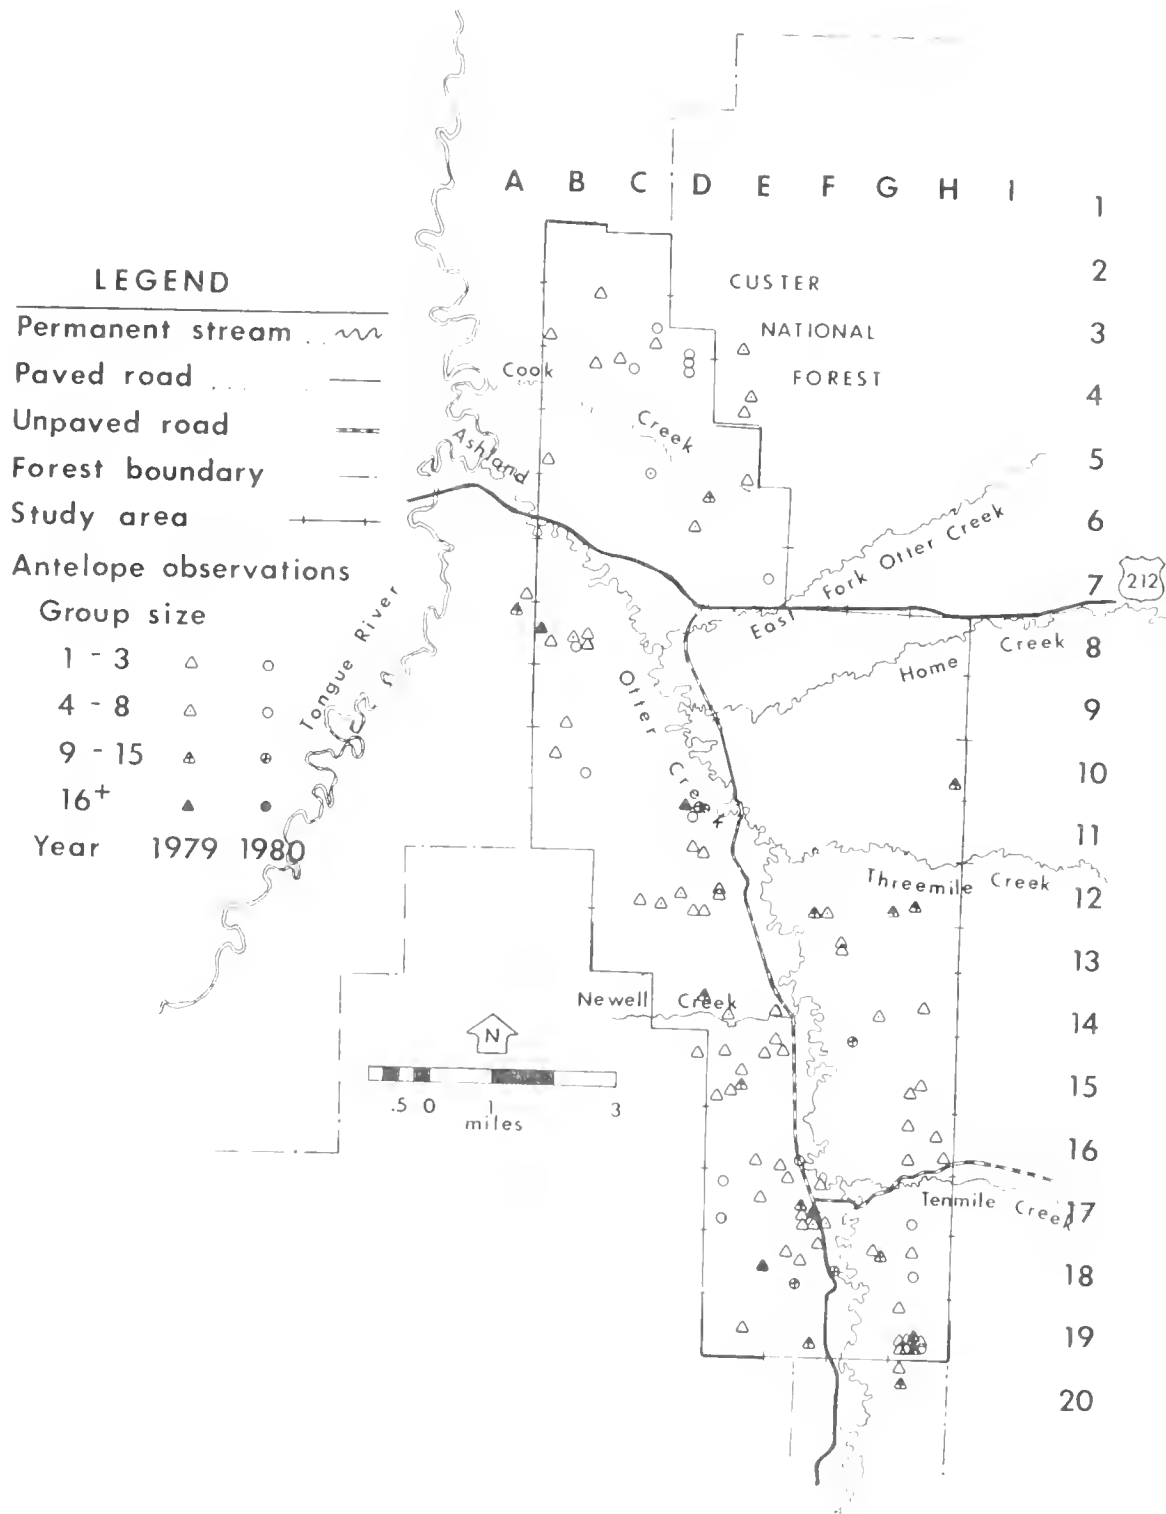 A B C D E F G H I
1
2
3
4
5
6
7
8
9
10
11
12
13
14
15
16
17
18
19
20
LEGEND
Permanent stream
Paved road
Unpaved road
Forest boundary
Study area
Antelope observations
Group size
1 - 3
4 - 8
9 - 15
16+
Year 1979 1980
CUSTER
NATIONAL
FOREST
Cook
Creek
Ashland
Tongue River
East Fork Otter Creek
212
Home Creek
Otter Creek
Threemile Creek
Newell Creek
N
.5 0 1 3
miles
Tenmile Creek